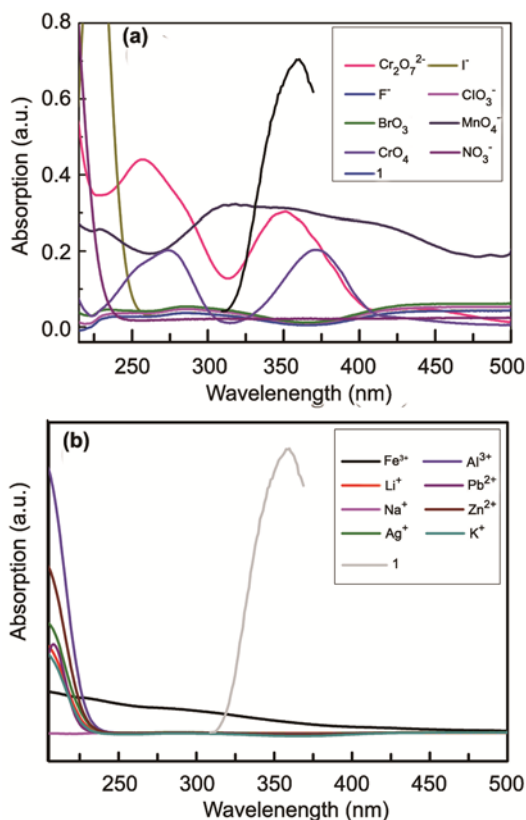 (a)
0.8
0.6
0.4
0.2
0.0
Absorption (a.u.)
Cr₂O₇²⁻ I⁻
F⁻ ClO₃⁻
BrO₃ MnO₄⁻
CrO₄ NO₃⁻
1
250 300 350 400 450 500
Wavelenength (nm)
(b)
Absorption (a.u.)
Fe³⁺ Al³⁺
Li⁺ Pb²⁺
Na⁺ Zn²⁺
Ag⁺ K⁺
1
250 300 350 400 450 500
Wavelenength (nm)